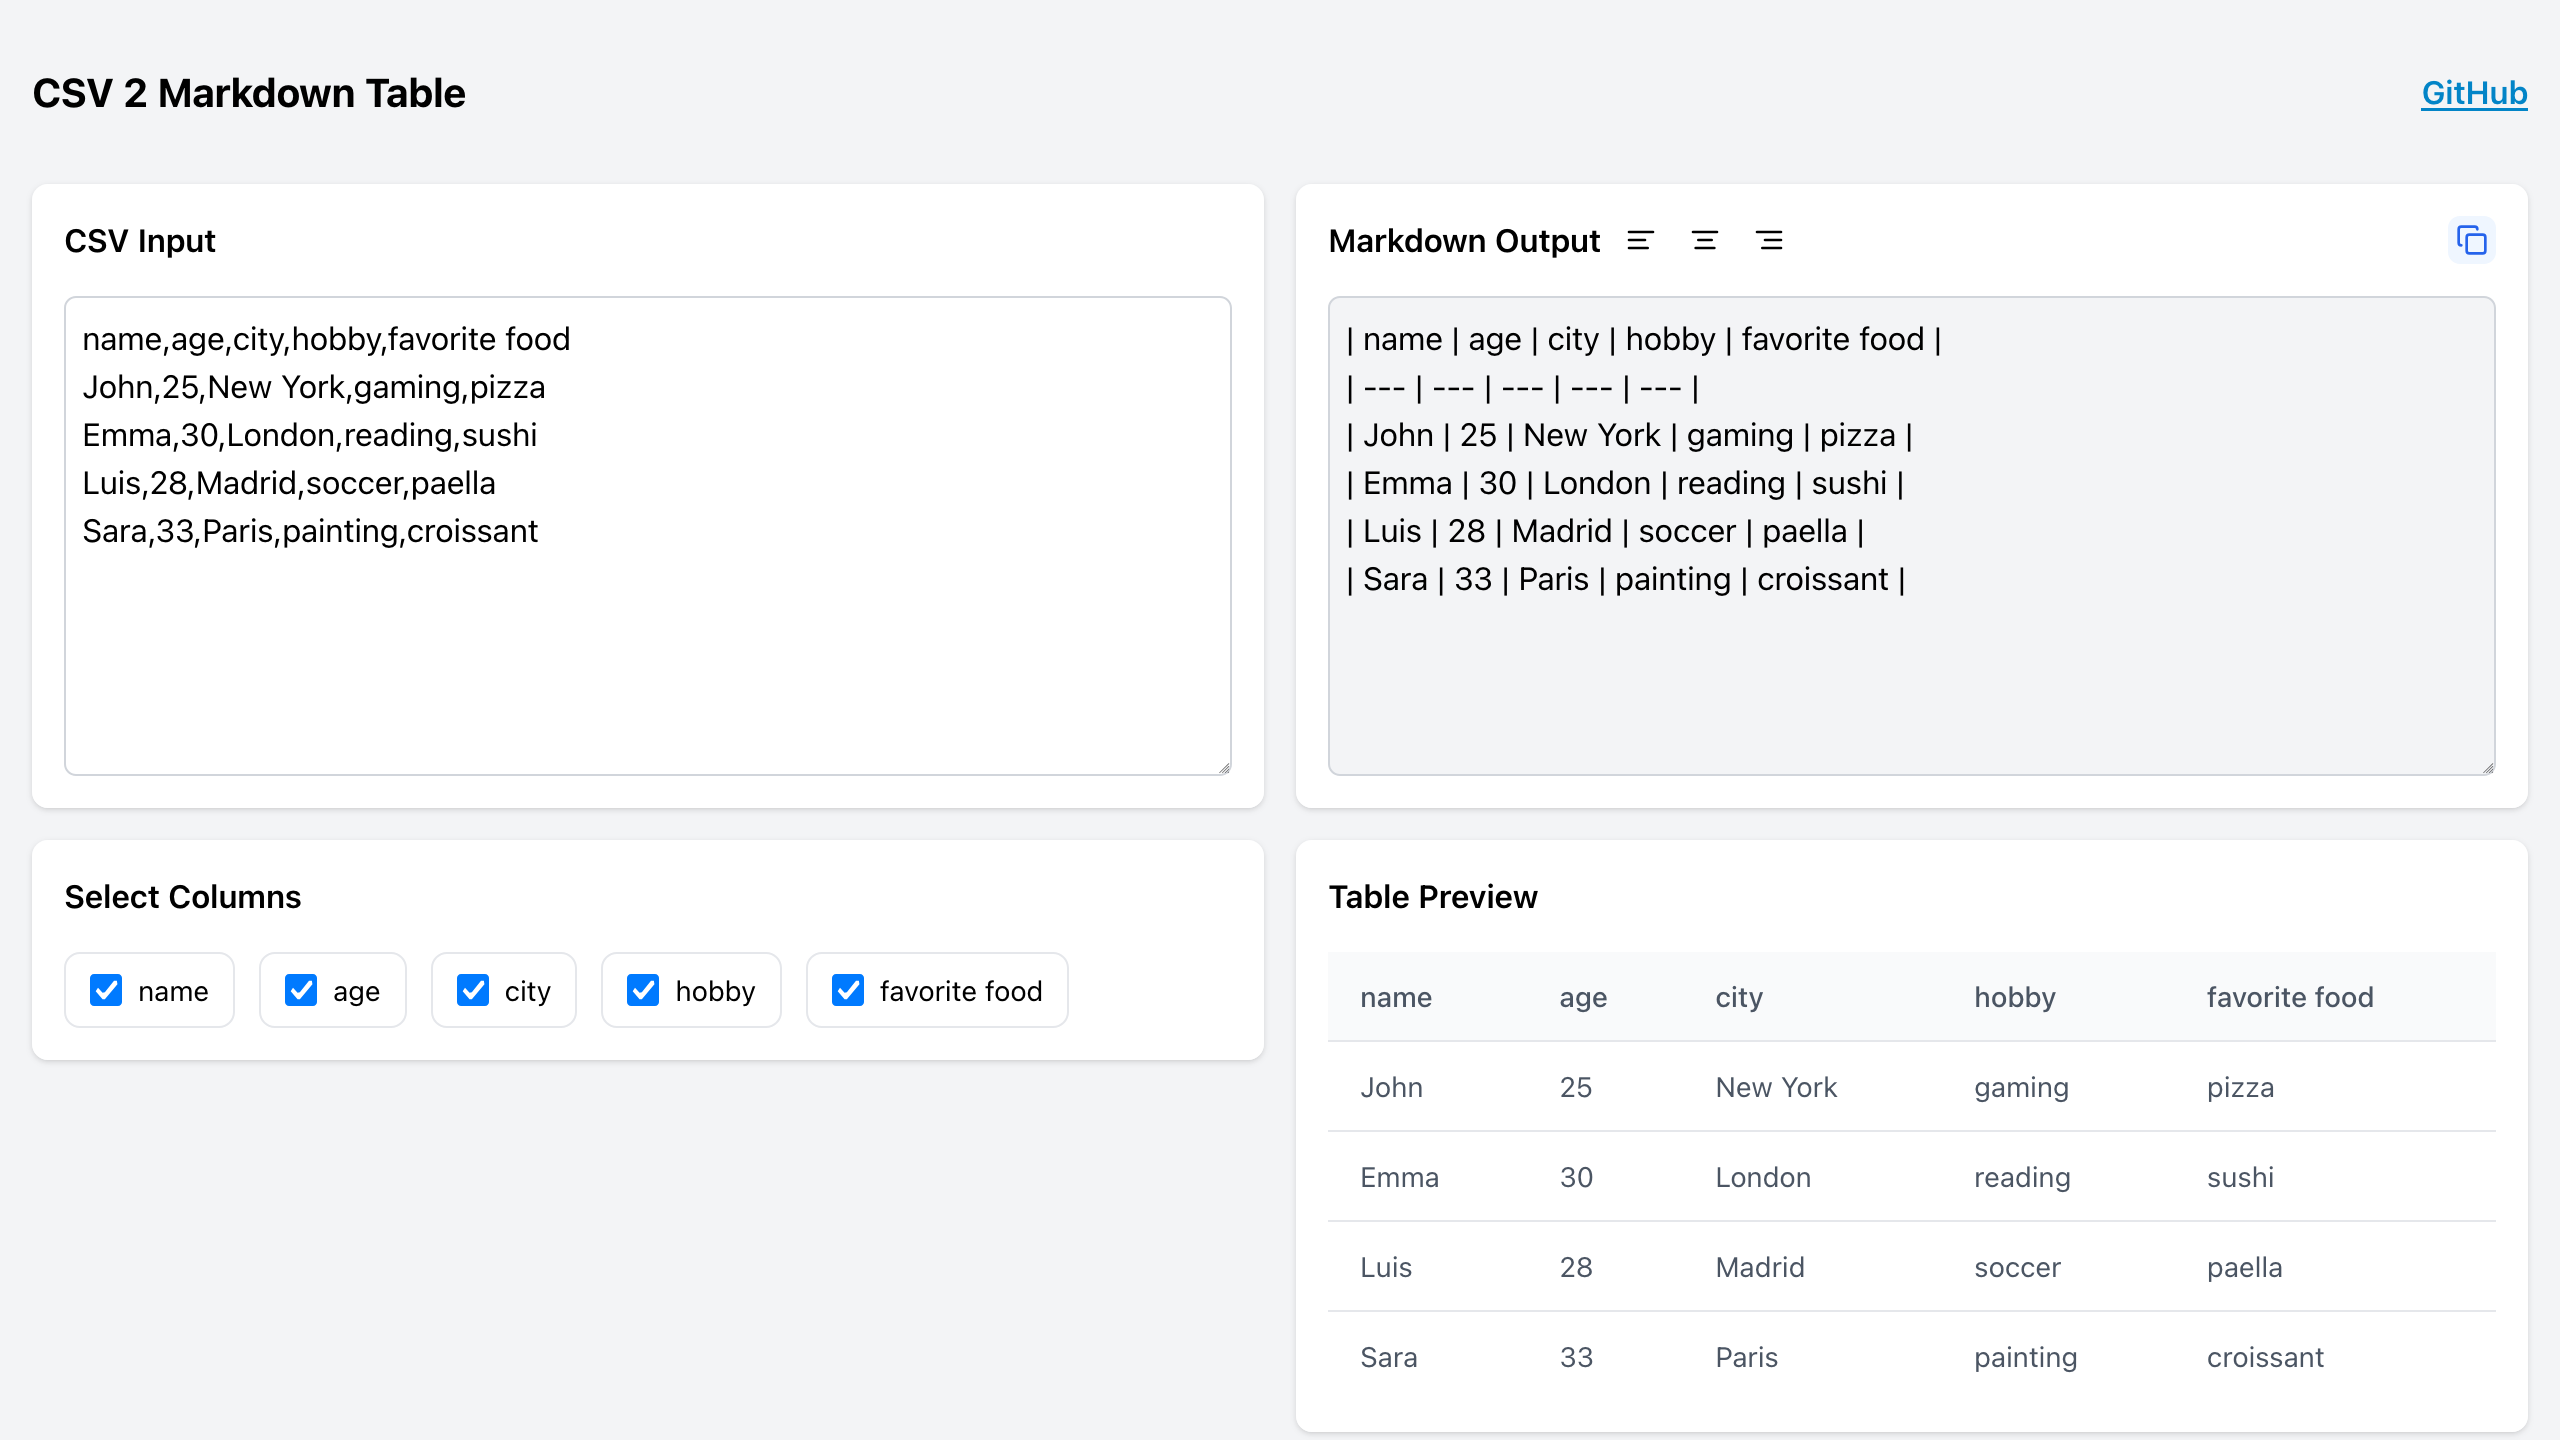 CSV 2 Markdown Table
GitHub
CSV Input
name,age,city,hobby,favorite food
John,25,New York,gaming,pizza
Emma,30,London,reading,sushi
Luis,28,Madrid,soccer,paella
Sara,33,Paris,painting,croissant
Markdown Output
| name | age | city | hobby | favorite food |
| --- | --- | --- | --- | --- |
| John | 25 | New York | gaming | pizza |
| Emma | 30 | London | reading | sushi |
| Luis | 28 | Madrid | soccer | paella |
| Sara | 33 | Paris | painting | croissant |
Select Columns
name age city hobby favorite food
Table Preview
name age city hobby favorite food
John 25 New York gaming pizza
Emma 30 London reading sushi
Luis 28 Madrid soccer paella
Sara 33 Paris painting croissant